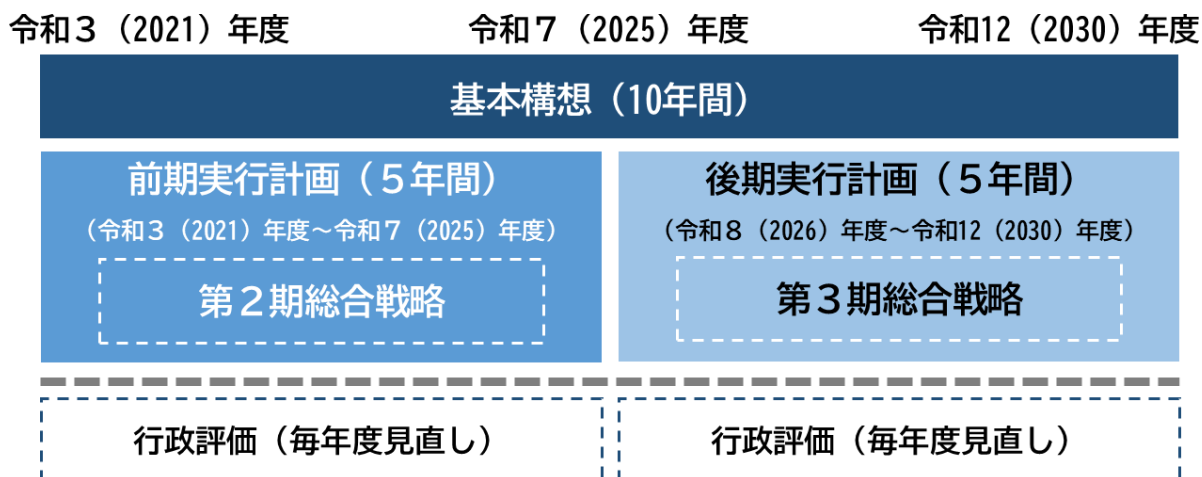 令和３（2021）年度　令和７（2025）年度　令和12（2030）年度
基本構想（10年間）
前期実行計画（５年間）
（令和３（2021）年度～令和７（2025）年度）
第２期総合戦略
後期実行計画（５年間）
（令和８（2026）年度～令和12（2030）年度）
第３期総合戦略
行政評価（毎年度見直し）
行政評価（毎年度見直し）